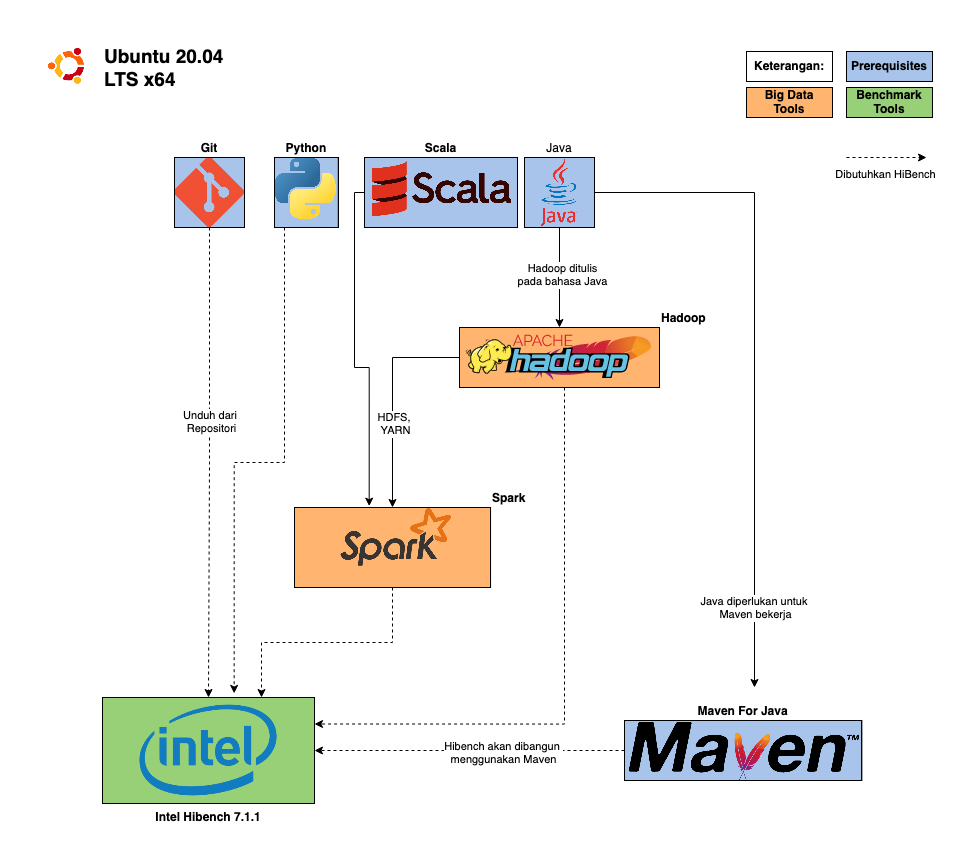 Ubuntu 20.04
LTS x64
Keterangan:
Prerequisites
Big Data
Tools
Benchmark
Tools
Dibutuhkan HiBench
Git
Python
Scala
Java
Scala
Java
Hadoop ditulis
pada bahasa Java
Hadoop
APACHE
hadoop
Unduh dari
Repositori
HDFS,
YARN
Spark
Spark
Java diperlukan untuk
Maven bekerja
Maven For Java
intel
Hibench akan dibangun
menggunakan Maven
Maven™
Intel Hibench 7.1.1